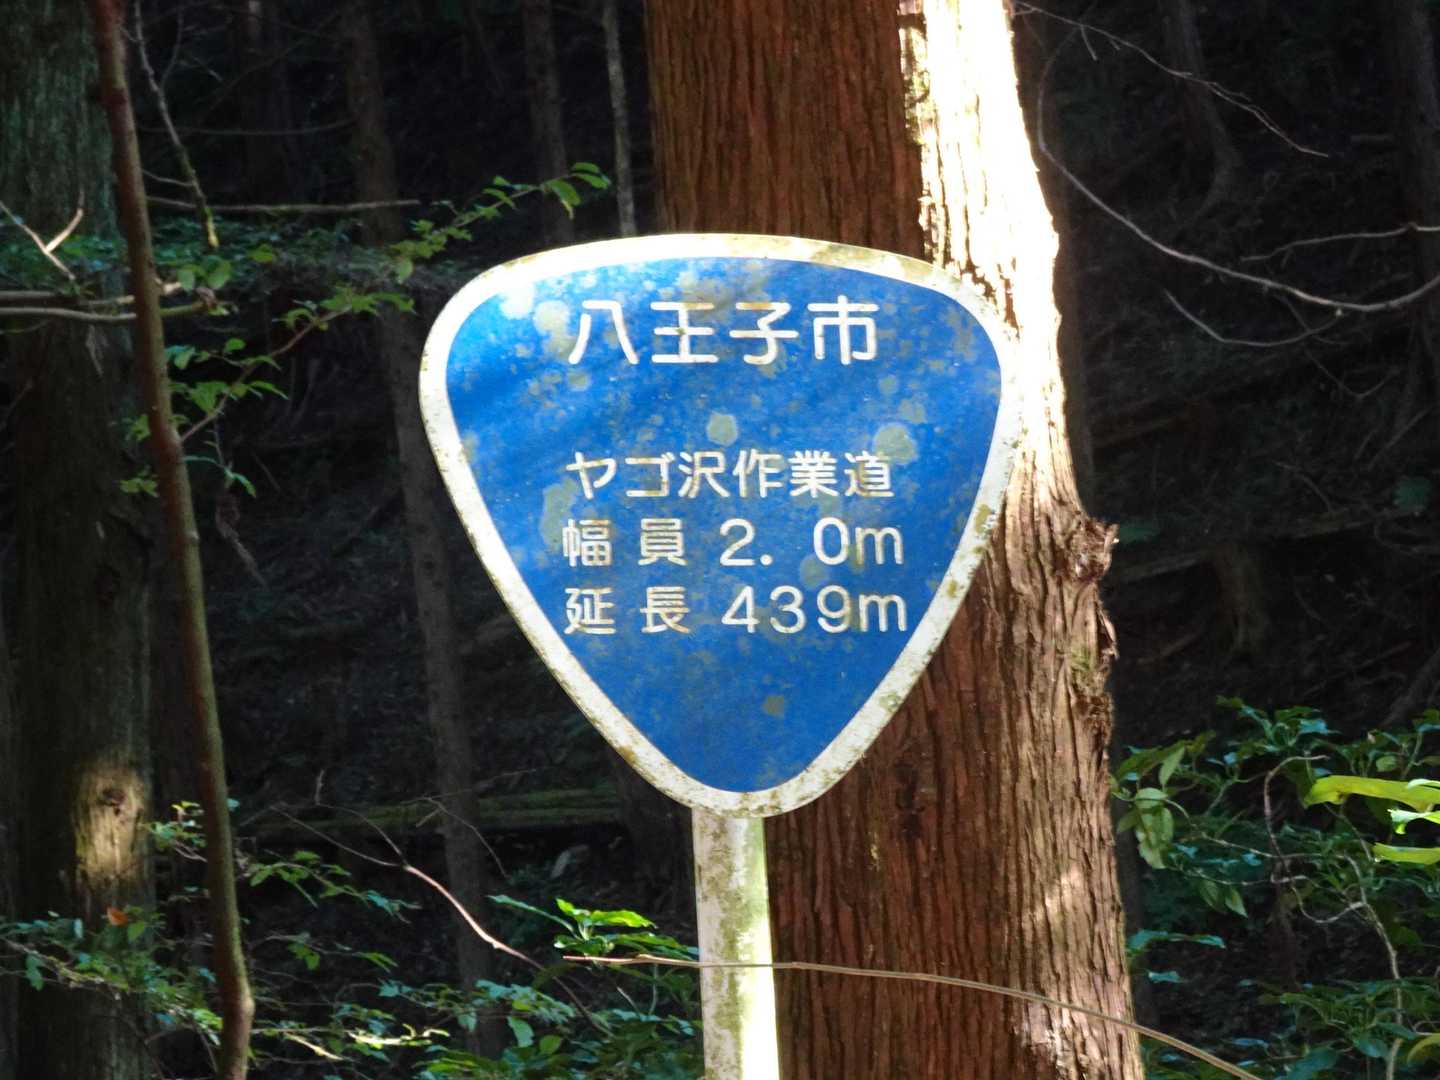 八王子市
ヤゴ沢作業道
幅員 2.0m
延長 439m